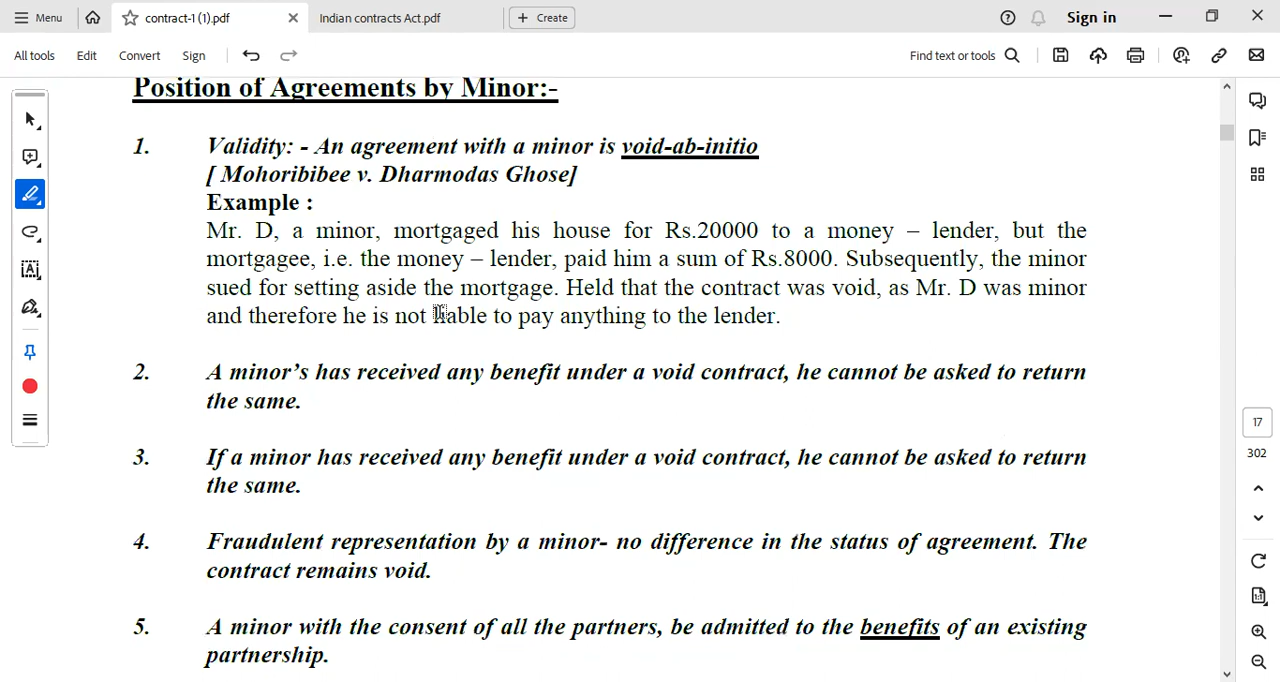 Menu
contract-1 (1).pdf
Indian contracts Act.pdf
Create
Sign in
All tools
Edit
Convert
Sign
Find text or tools
Position of Agreements by Minor:-
1. Validity: - An agreement with a minor is void-ab-initio
[ Mohoribibee v. Dharmodas Ghose]
Example :
Mr. D, a minor, mortgaged his house for Rs.20000 to a money – lender, but the
mortgagee, i.e. the money – lender, paid him a sum of Rs.8000. Subsequently, the minor
sued for setting aside the mortgage. Held that the contract was void, as Mr. D was minor
and therefore he is not liable to pay anything to the lender.
2. A minor’s has received any benefit under a void contract, he cannot be asked to return
the same.
3. If a minor has received any benefit under a void contract, he cannot be asked to return
the same.
4. Fraudulent representation by a minor- no difference in the status of agreement. The
contract remains void.
5. A minor with the consent of all the partners, be admitted to the benefits of an existing
partnership.
17
302
1:1